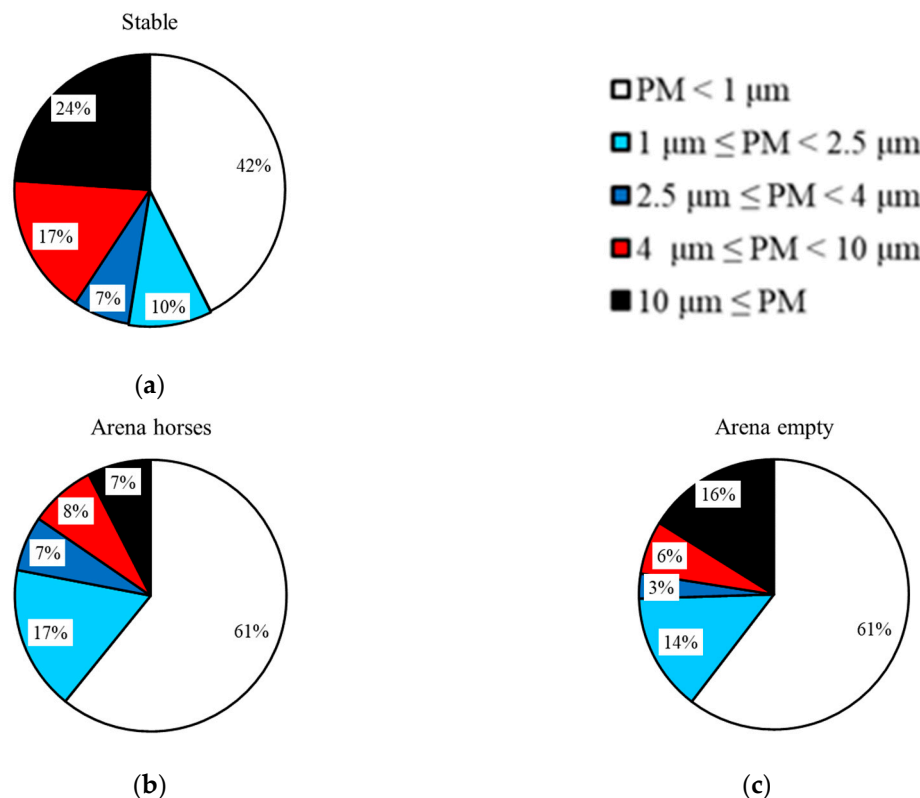 Stable
24%
42%
17%
7%
10%
(a)
PM < 1 μm
1 μm ≤ PM < 2.5 μm
2.5 μm ≤ PM < 4 μm
4  μm ≤ PM < 10 μm
10 μm ≤ PM
Arena horses
7%
8%
7%
17%
61%
(b)
Arena empty
16%
6%
3%
14%
61%
(c)